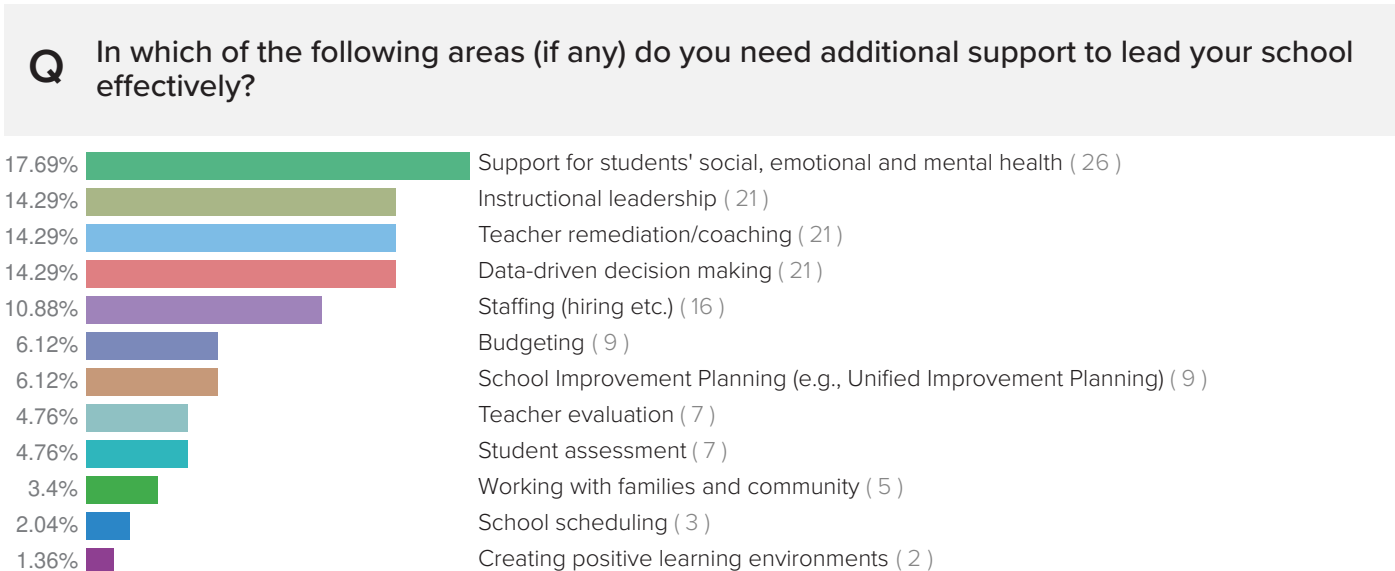 Q
In which of the following areas (if any) do you need additional support to lead your school
effectively?
17.69% Support for students' social, emotional and mental health ( 26 )
14.29% Instructional leadership ( 21 )
14.29% Teacher remediation/coaching ( 21 )
14.29% Data-driven decision making ( 21 )
10.88% Staffing (hiring etc.) ( 16 )
6.12% Budgeting ( 9 )
6.12% School Improvement Planning (e.g., Unified Improvement Planning) ( 9 )
4.76% Teacher evaluation ( 7 )
4.76% Student assessment ( 7 )
3.4% Working with families and community ( 5 )
2.04% School scheduling ( 3 )
1.36% Creating positive learning environments ( 2 )